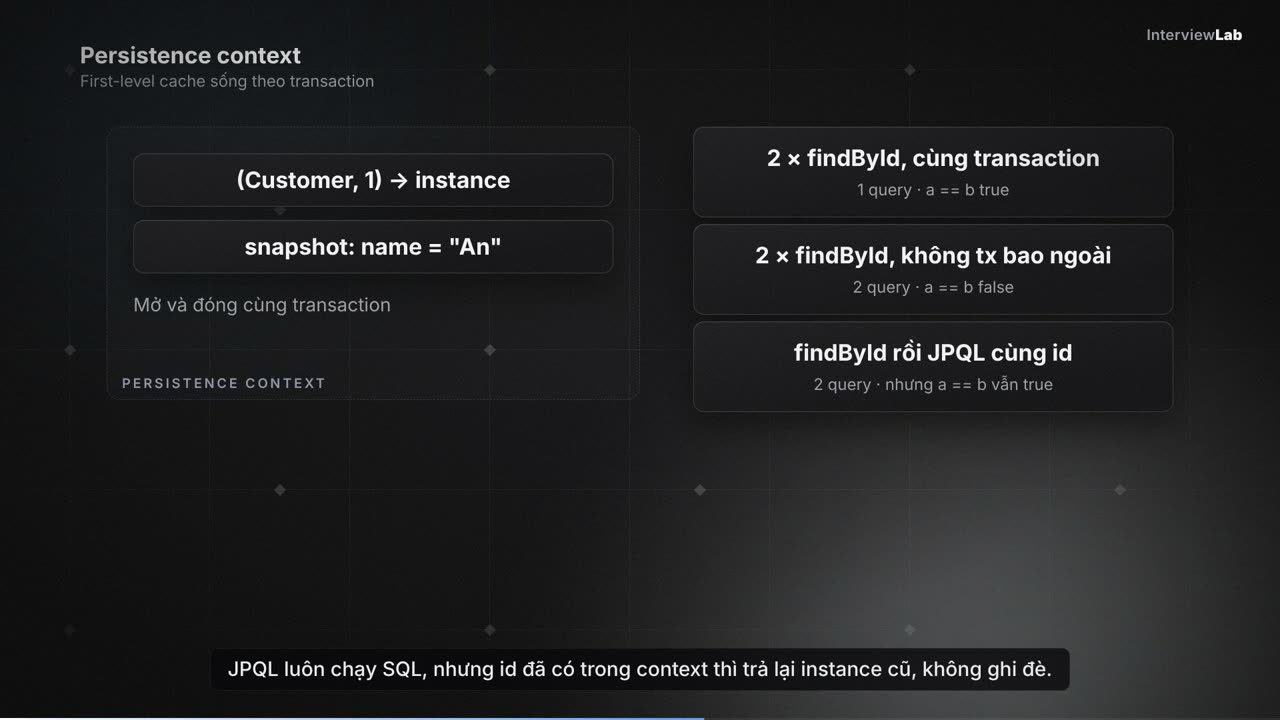 Persistence context
First-level cache sống theo transaction
InterviewLab
(Customer, 1) → instance
snapshot: name = "An"
Mở và đóng cùng transaction
PERSISTENCE CONTEXT
2 × findById, cùng transaction
1 query · a == b true
2 × findById, không tx bao ngoài
2 query · a == b false
findById rồi JPQL cùng id
2 query · nhưng a == b vẫn true
JPQL luôn chạy SQL, nhưng id đã có trong context thì trả lại instance cũ, không ghi đè.